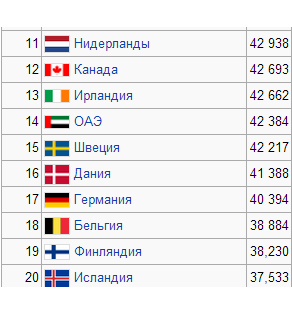 11 Нидерланды 42 938
12 Канада 42 693
13 Ирландия 42 662
14 ОАЭ 42 384
15 Швеция 42 217
16 Дания 41 388
17 Германия 40 394
18 Бельгия 38 884
19 Финляндия 38,230
20 Исландия 37,533